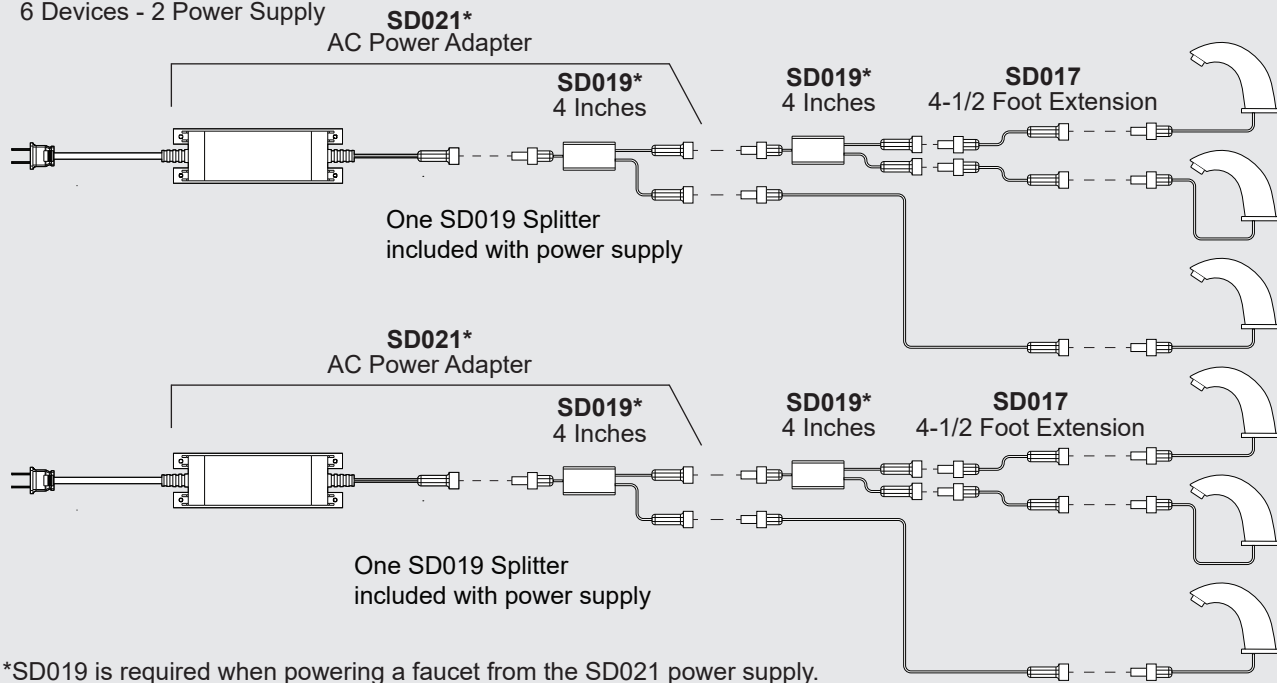 6 Devices - 2 Power Supply
SD021*
AC Power Adapter
SD019*
4 Inches
SD019*
4 Inches
SD017
4-1/2 Foot Extension
One SD019 Splitter
included with power supply
SD021*
AC Power Adapter
SD019*
4 Inches
SD019*
4 Inches
SD017
4-1/2 Foot Extension
One SD019 Splitter
included with power supply
*SD019 is required when powering a faucet from the SD021 power supply.